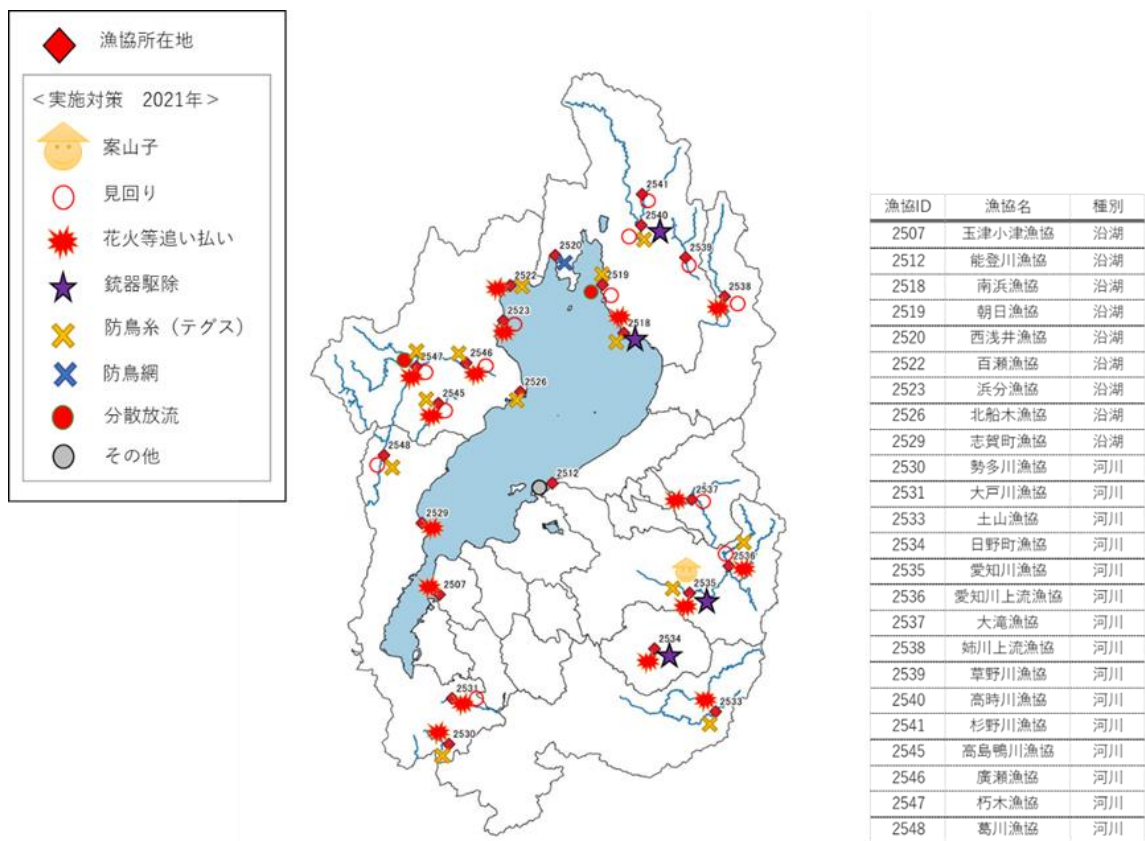 漁協所在地
＜実施対策　2021年＞
案山子
見回り
花火等追い払い
銃器駆除
防鳥糸（テグス）
防鳥網
分散放流
その他
2541
2540
2520
2539
2519
2522
2538
2523
2518
2547
2546
2526
2545
2548
2512
2537
2529
2536
2535
2507
2534
2531
2533
2530
漁協ID 漁協名 種別
2507 玉津小津漁協 沿湖
2512 能登川漁協 沿湖
2518 南浜漁協 沿湖
2519 朝日漁協 沿湖
2520 西浅井漁協 沿湖
2522 百瀬漁協 沿湖
2523 浜分漁協 沿湖
2526 北船木漁協 沿湖
2529 志賀町漁協 沿湖
2530 勢多川漁協 河川
2531 大戸川漁協 河川
2533 土山漁協 河川
2534 日野町漁協 河川
2535 愛知川漁協 河川
2536 愛知川上流漁協 河川
2537 大滝漁協 河川
2538 姉川上流漁協 河川
2539 草野川漁協 河川
2540 高時川漁協 河川
2541 杉野川漁協 河川
2545 高島鴨川漁協 河川
2546 廣瀬漁協 河川
2547 朽木漁協 河川
2548 葛川漁協 河川